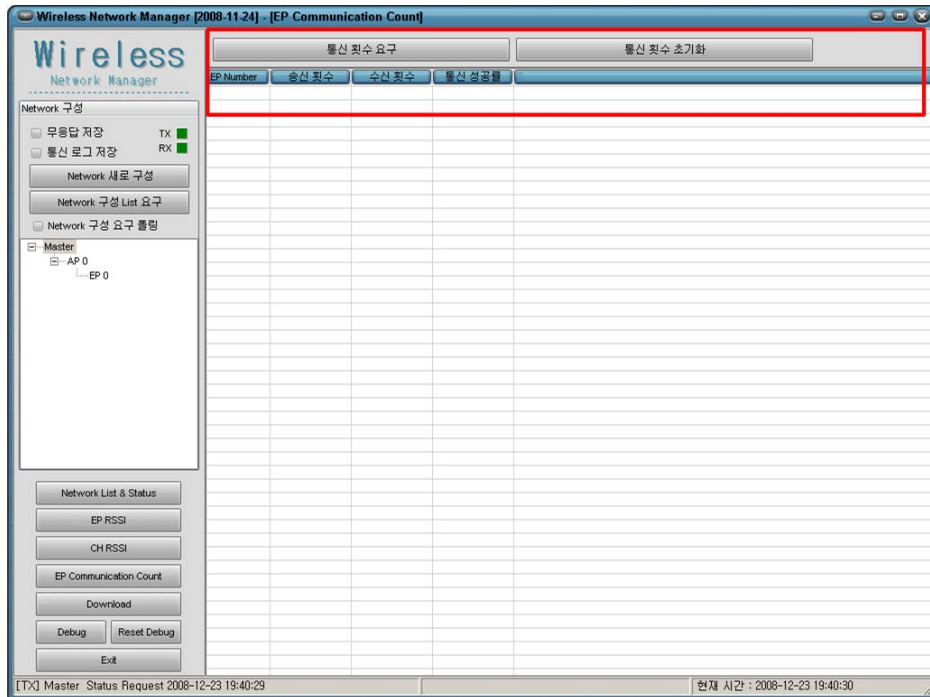 Wireless Network Manager [2008-11-24] - [EP Communication Count]
Wireless
Network Manager
통신 횟수 요구
통신 횟수 초기화
EP Number 송신 횟수 수신 횟수 통신 성공률
Network 구성
무응답 저장 TX
통신 로그 저장 RX
Network 새로 구성
Network 구성 List 요구
Network 구성 요구 폴링
Master
AP 0
EP 0
Network List & Status
EP RSSI
CH RSSI
EP Communication Count
Download
Debug Reset Debug
Exit
[TX] Master Status Request 2008-12-23 19:40:29
현재 시간 : 2008-12-23 19:40:30